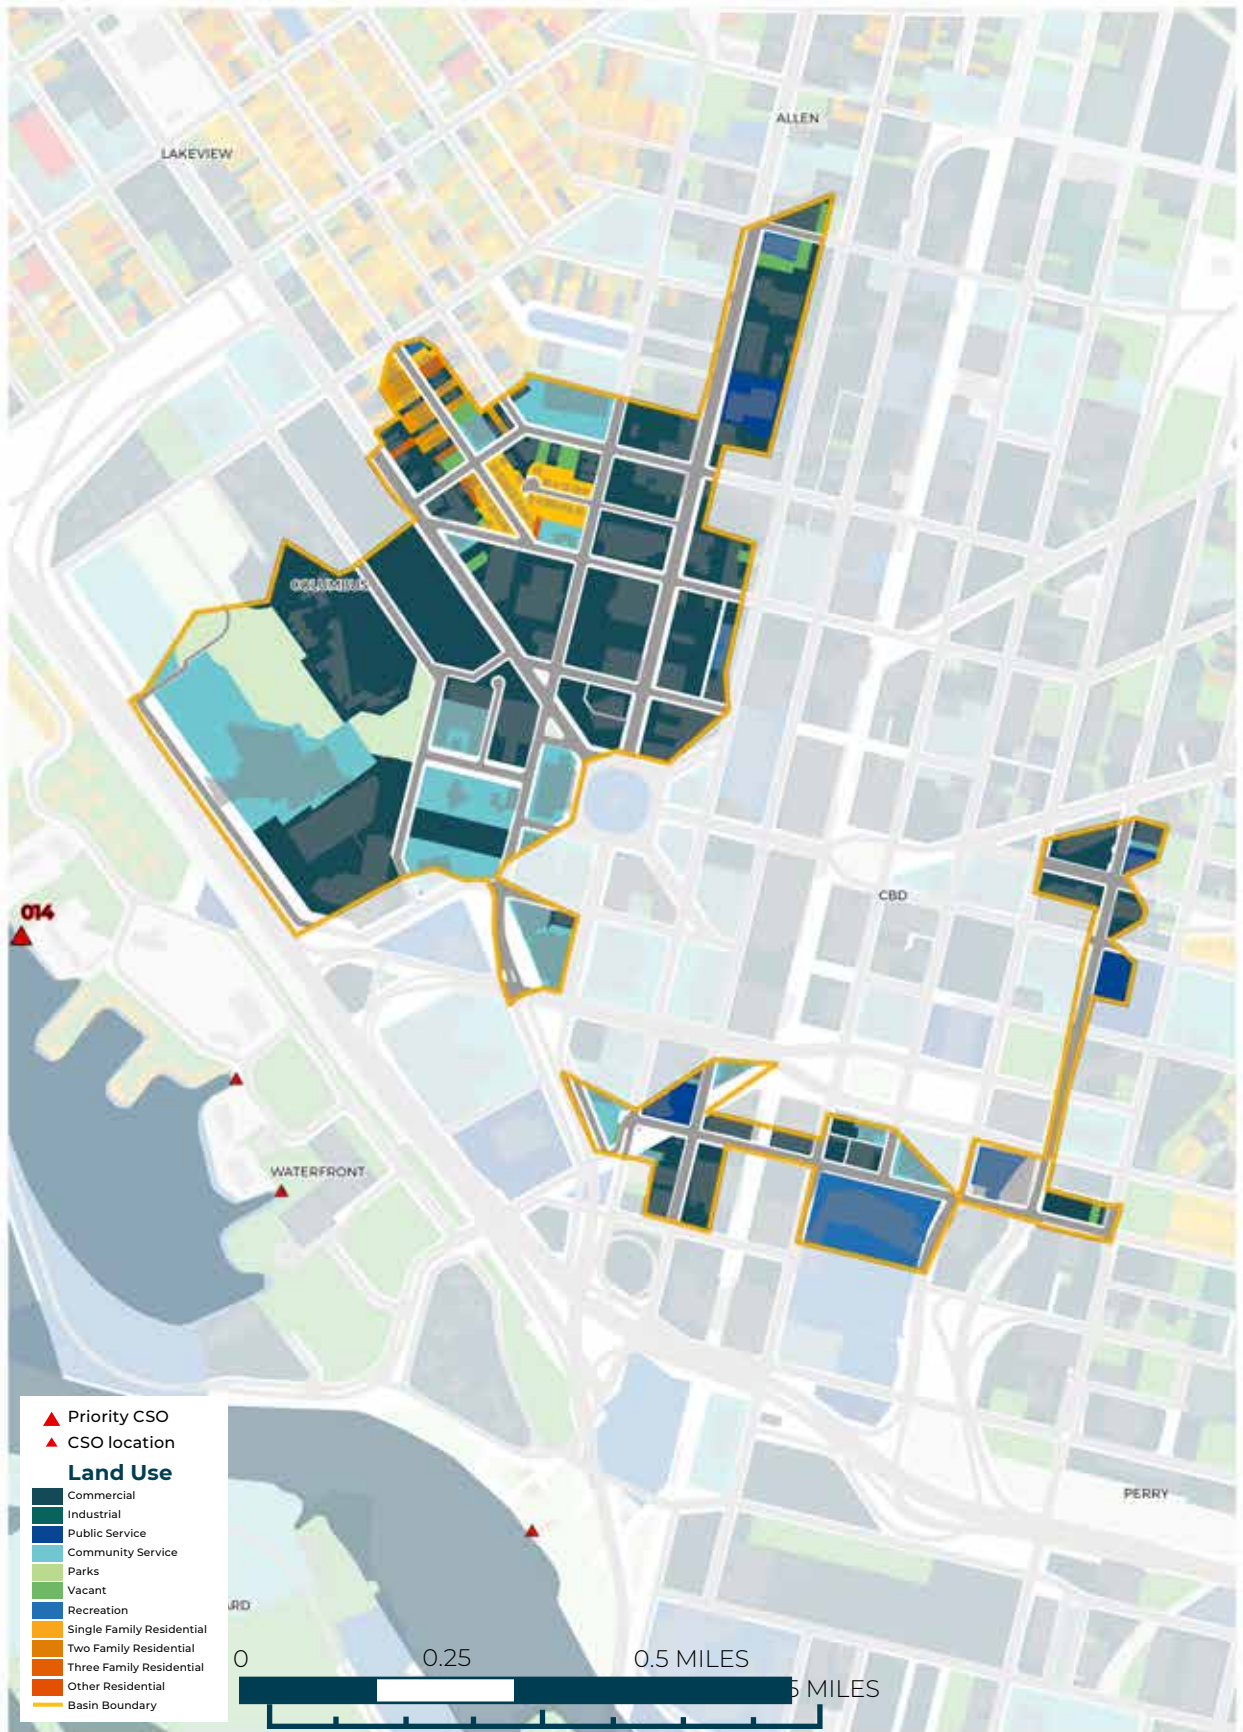 ALLEN
LAKEVIEW
COLUMBUS
CBD
014
WATERFRONT
PERRY
Priority CSO
CSO location
Land Use
Commercial
Industrial
Public Service
Community Service
Parks
Vacant
Recreation
Single Family Residential
Two Family Residential
Three Family Residential
Other Residential
Basin Boundary
ARD
0 0.25 0.5 MILES
5 MILES